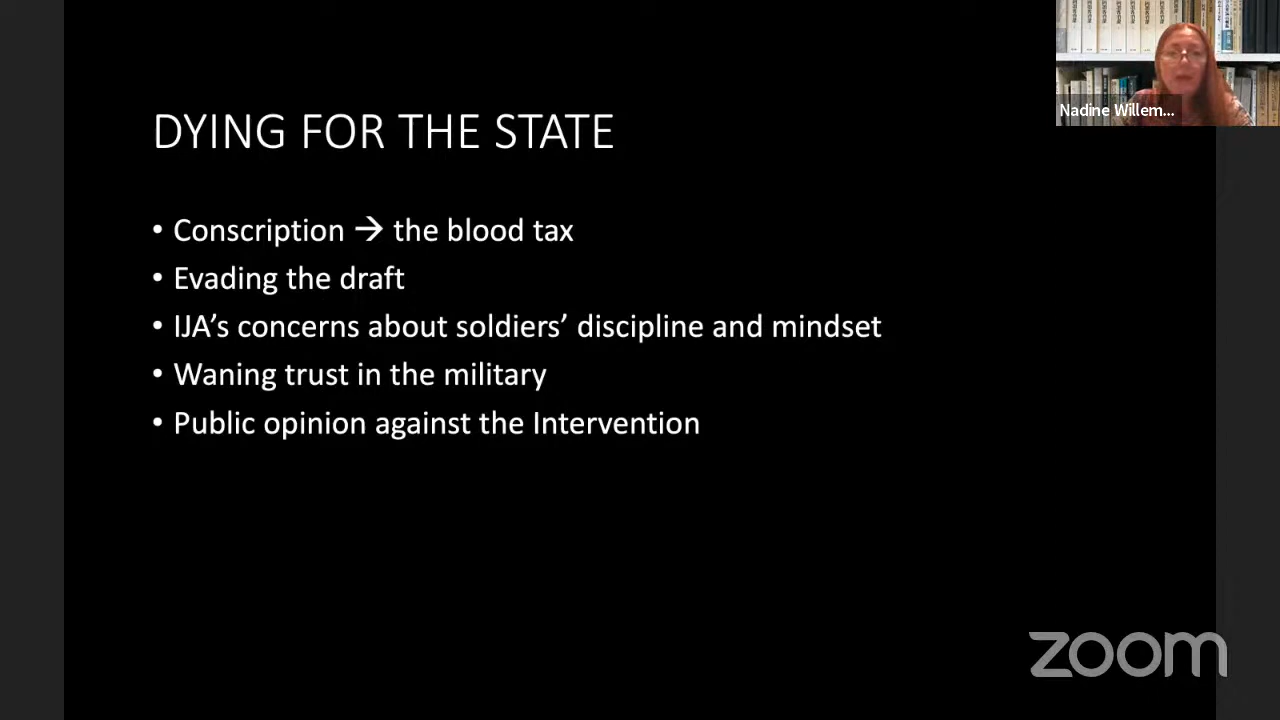 DYING FOR THE STATE
• Conscription → the blood tax
• Evading the draft
• IJA’s concerns about soldiers’ discipline and mindset
• Waning trust in the military
• Public opinion against the Intervention
Nadine Willem...
zoom